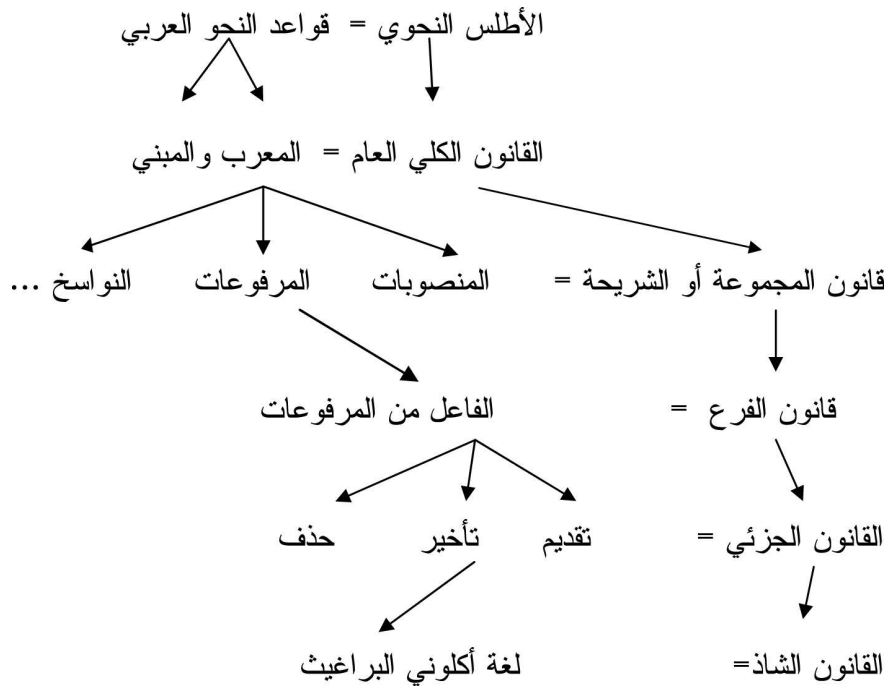 الأطلس النحوي = قواعد النحو العربي
القانون الكلي العام = المعرب والمبني
قانون المجموعة أو الشريحة = المنصوبات المرفوعات النواسخ ...
قانون الفرع = الفاعل من المرفوعات
القانون الجزئي = تقديم تأخير حذف
القانون الشاذ= لغة أكلوني البراغيث